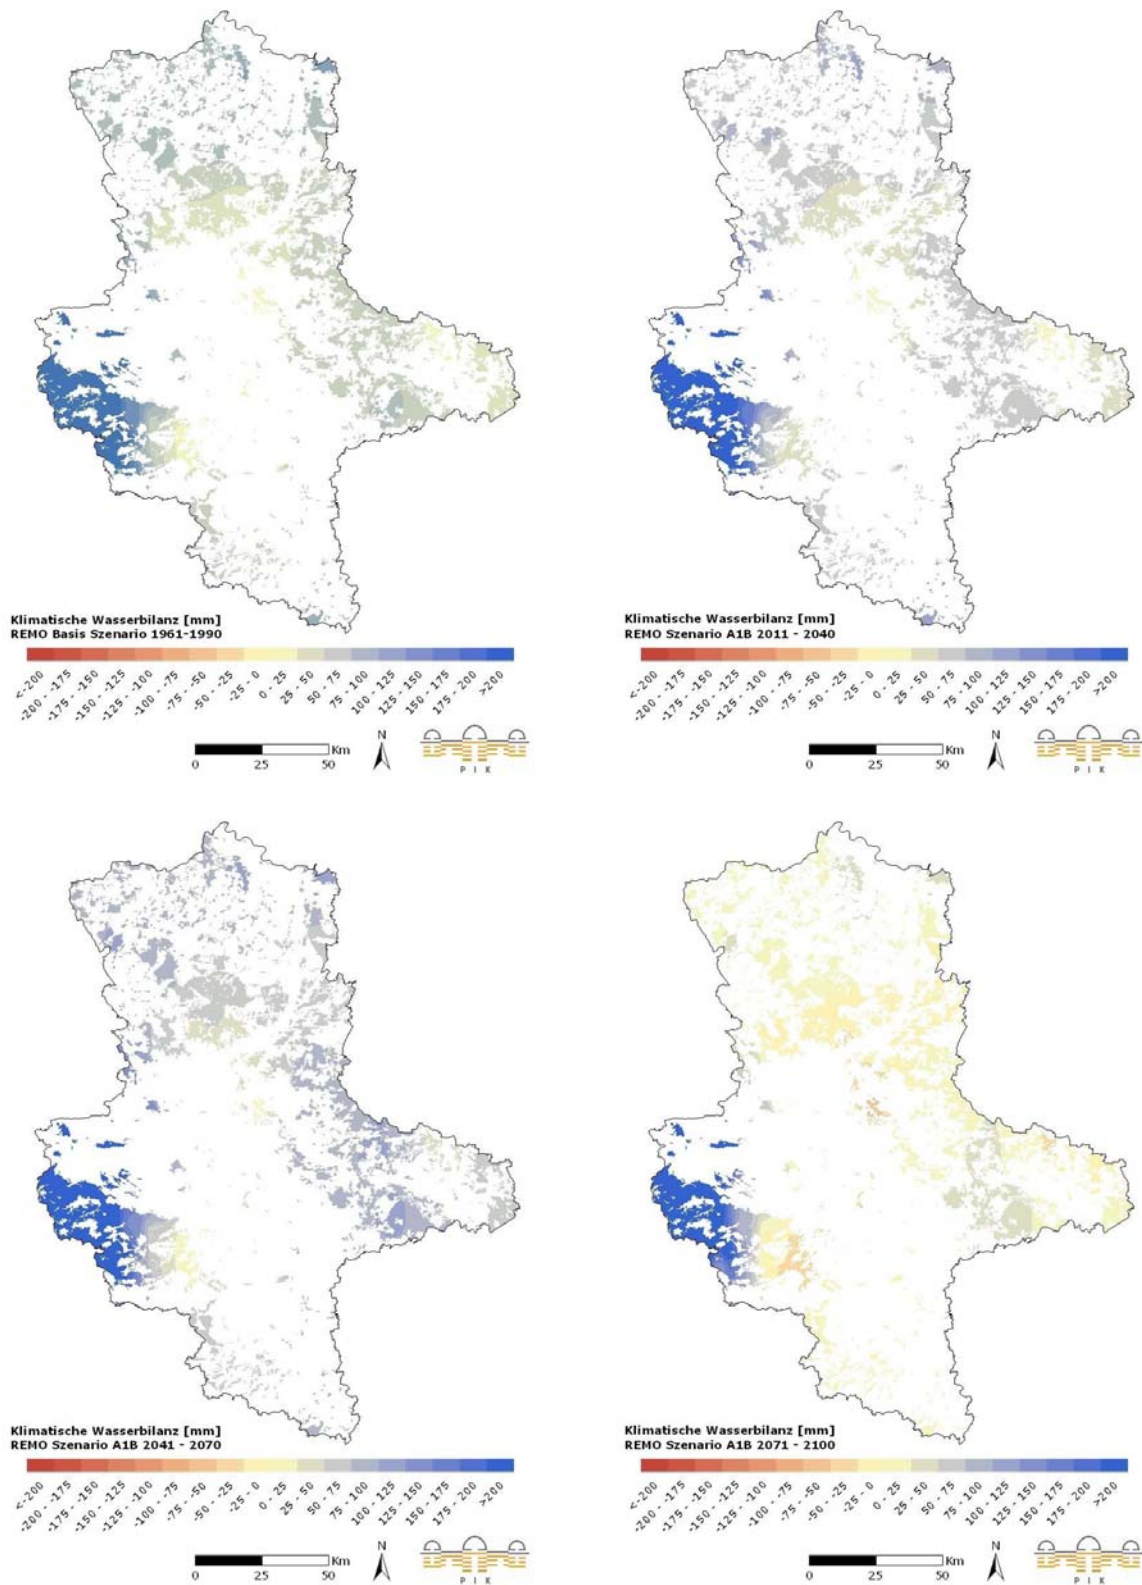 Klimatische Wasserbilanz [mm]
REMO Basis Szenario 1961-1990
<-200
-200 - -175
-175 - -150
-150 - -125
-125 - -100
-100 - -75
-75 - -50
-50 - -25
-25 - 0
0 - 25
25 - 50
50 - 75
75 - 100
100 - 125
125 - 150
150 - 175
175 - 200
>200
Km
0 25 50
N
P I K
Klimatische Wasserbilanz [mm]
REMO Szenario A1B 2011 - 2040
<-200
-200 - -175
-175 - -150
-150 - -125
-125 - -100
-100 - -75
-75 - -50
-50 - -25
-25 - 0
0 - 25
25 - 50
50 - 75
75 - 100
100 - 125
125 - 150
150 - 175
175 - 200
>200
Km
0 25 50
N
P I K
Klimatische Wasserbilanz [mm]
REMO Szenario A1B 2041 - 2070
<-200
-200 - -175
-175 - -150
-150 - -125
-125 - -100
-100 - -75
-75 - -50
-50 - -25
-25 - 0
0 - 25
25 - 50
50 - 75
75 - 100
100 - 125
125 - 150
150 - 175
175 - 200
>200
Km
0 25 50
N
P I K
Klimatische Wasserbilanz [mm]
REMO Szenario A1B 2071 - 2100
<-200
-200 - -175
-175 - -150
-150 - -125
-125 - -100
-100 - -75
-75 - -50
-50 - -25
-25 - 0
0 - 25
25 - 50
50 - 75
75 - 100
100 - 125
125 - 150
150 - 175
175 - 200
>200
Km
0 25 50
N
P I K